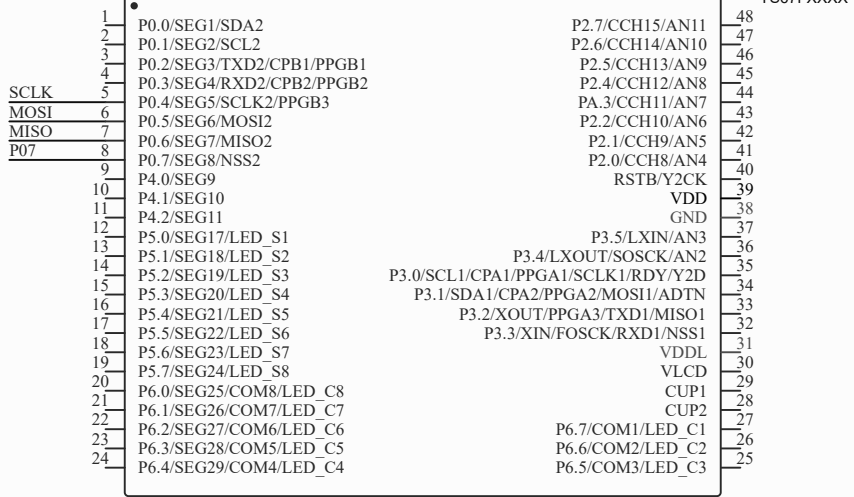 1 P0.0/SEG1/SDA2 P2.7/CCH15/AN11 48
2 P0.1/SEG2/SCL2 P2.6/CCH14/AN10 47
3 P0.2/SEG3/TXD2/CPB1/PPGB1 P2.5/CCH13/AN9 46
4 P0.3/SEG4/RXD2/CPB2/PPGB2 P2.4/CCH12/AN8 45
SCLK 5 P0.4/SEG5/SCLK2/PPGB3 PA.3/CCH11/AN7 44
MOSI 6 P0.5/SEG6/MOSI2 P2.2/CCH10/AN6 43
MISO 7 P0.6/SEG7/MISO2 P2.1/CCH9/AN5 42
P07 8 P0.7/SEG8/NSS2 P2.0/CCH8/AN4 41
9 P4.0/SEG9 RSTB/Y2CK 40
10 P4.1/SEG10 VDD 39
11 P4.2/SEG11 GND 38
12 P5.0/SEG17/LED_S1 P3.5/LXIN/AN3 37
13 P5.1/SEG18/LED_S2 P3.4/LXOUT/SOSCK/AN2 36
14 P5.2/SEG19/LED_S3 P3.0/SCL1/CPA1/PPGA1/SCLK1/RDY/Y2D 35
15 P5.3/SEG20/LED_S4 P3.1/SDA1/CPA2/PPGA2/MOSI1/ADTN 34
16 P5.4/SEG21/LED_S5 P3.2/XOUT/PPGA3/TXD1/MISO1 33
17 P5.5/SEG22/LED_S6 P3.3/XIN/FOSCK/RXD1/NSS1 32
18 P5.6/SEG23/LED_S7 VDDL 31
19 P5.7/SEG24/LED_S8 VLCD 30
20 P6.0/SEG25/COM8/LED_C8 CUP1 29
21 P6.1/SEG26/COM7/LED_C7 CUP2 28
22 P6.2/SEG27/COM6/LED_C6 P6.7/COM1/LED_C1 27
23 P6.3/SEG28/COM5/LED_C5 P6.6/COM2/LED_C2 26
24 P6.4/SEG29/COM4/LED_C4 P6.5/COM3/LED_C3 25